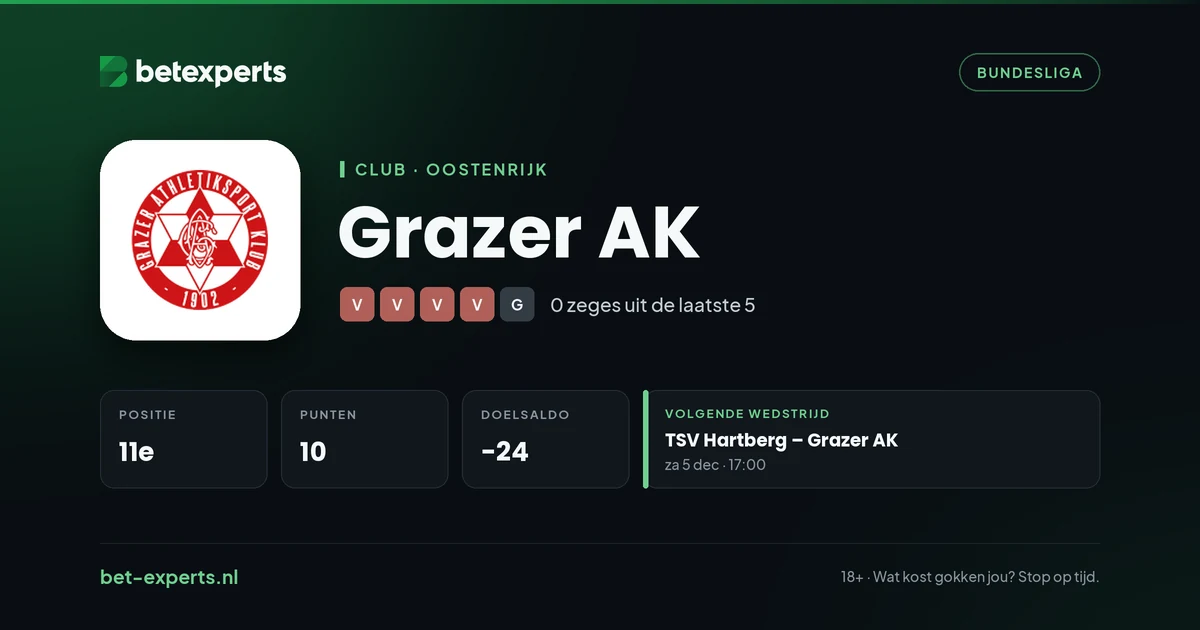 betexperts
BUNDESLIGA
GRAZER ATHLETIKSPORT KLUB
- 1902 -
CLUB · OOSTENRIJK
Grazer AK
V V V V G 0 zeges uit de laatste 5
POSITIE
11e
PUNTEN
10
DOELSALDO
-24
VOLGENDE WEDSTRIJD
TSV Hartberg – Grazer AK
za 5 dec · 17:00
bet-experts.nl
18+ · Wat kost gokken jou? Stop op tijd.